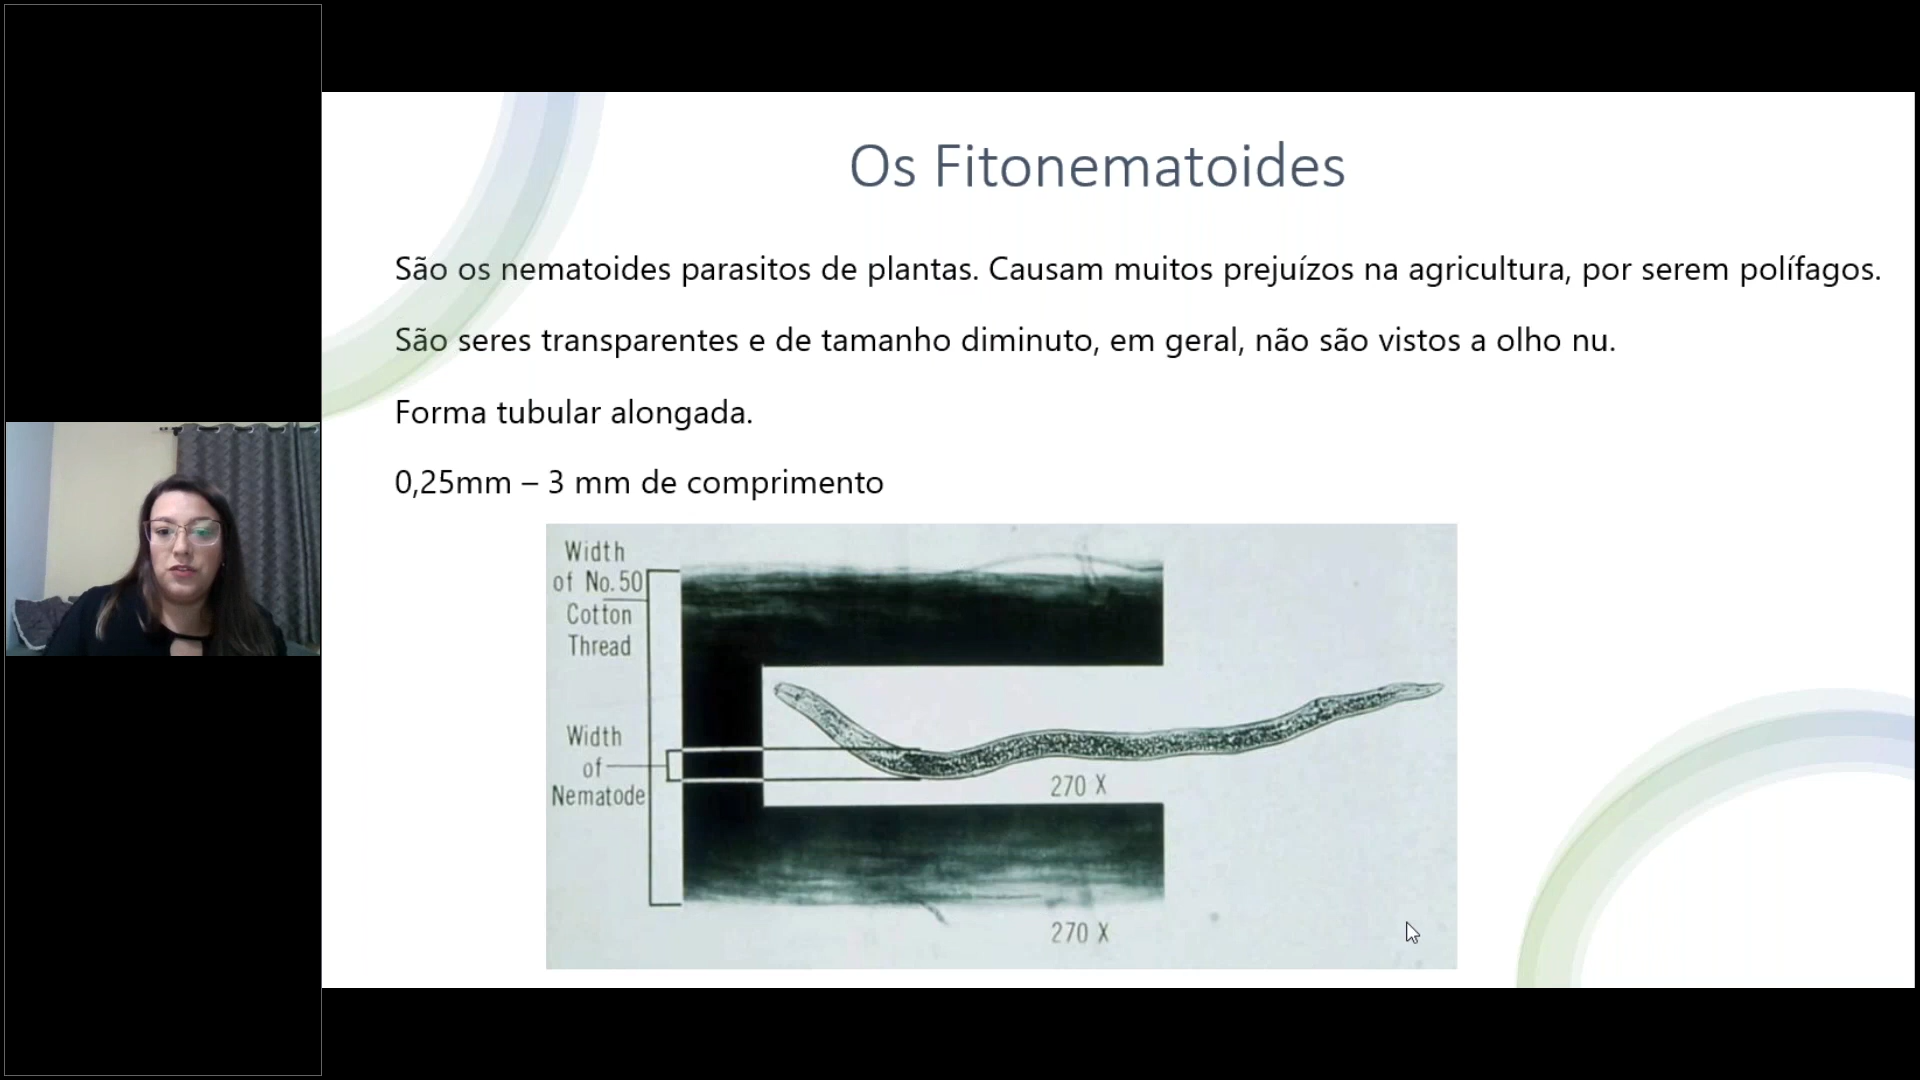 Os Fitonematoides
São os nematoides parasitos de plantas. Causam muitos prejuízos na agricultura, por serem polífagos.
São seres transparentes e de tamanho diminuto, em geral, não são vistos a olho nu.
Forma tubular alongada.
0,25mm – 3 mm de comprimento
Width
of No. 50
Cotton
Thread
Width
of
Nematode
270 X
270 X